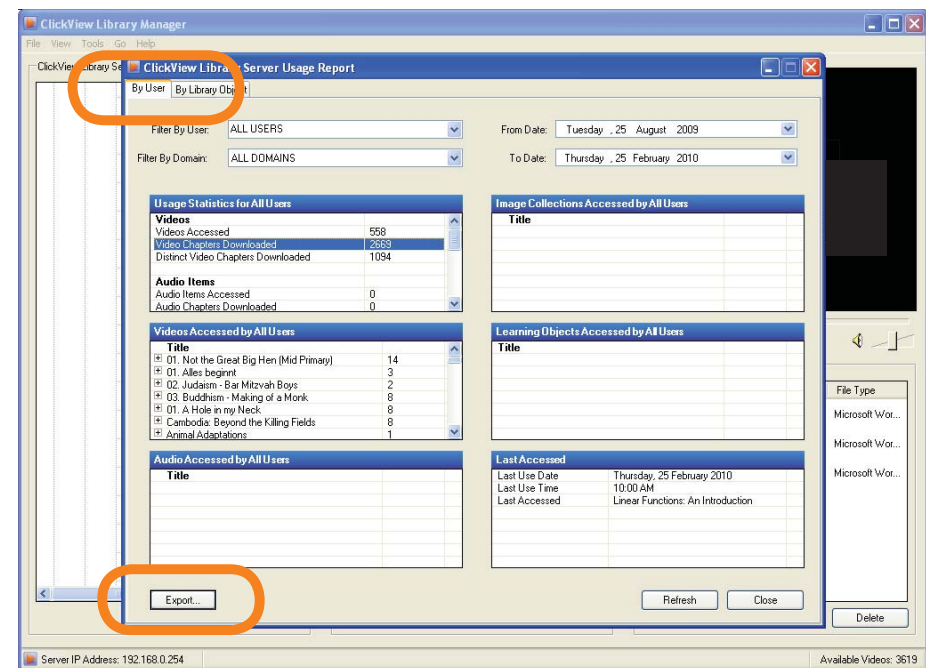 ClickView Library Manager
File View Tools Go Help
ClickView Library Se
ClickView Library Server Usage Report
By User By Library Object
Filter By User: ALL USERS From Date: Tuesday , 25 August 2009
Filter By Domain: ALL DOMAINS To Date: Thursday , 25 February 2010
Usage Statistics for All Users
Videos
Videos Accessed 558
Video Chapters Downloaded 2669
Distinct Video Chapters Downloaded 1094
Audio Items
Audio Items Accessed 0
Audio Chapters Downloaded 0
Image Collections Accessed by All Users
Title
Videos Accessed by All Users
Title
01. Not the Great Big Hen (Mid Primary) 14
01. Alles beginnt 3
02. Judaism - Bar Mitzvah Boys 2
03. Buddhism - Making of a Monk 8
01. A Hole in my Neck 8
Cambodia: Beyond the Killing Fields 8
Animal Adaptations 1
Learning Objects Accessed by All Users
Title
File Type
Microsoft Wor...
Microsoft Wor...
Microsoft Wor...
Audio Accessed by All Users
Title
Last Accessed
Last Use Date Thursday, 25 February 2010
Last Use Time 10:00 AM
Last Accessed Linear Functions: An Introduction
Export... Refresh Close
Delete
Server IP Address: 192.168.0.254 Available Videos: 3619